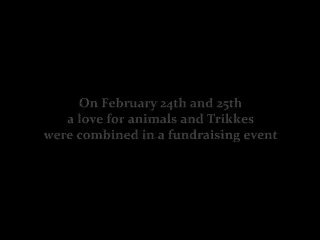 On February 24th and 25th
a love for animals and Trikkes
were combined in a fundraising event